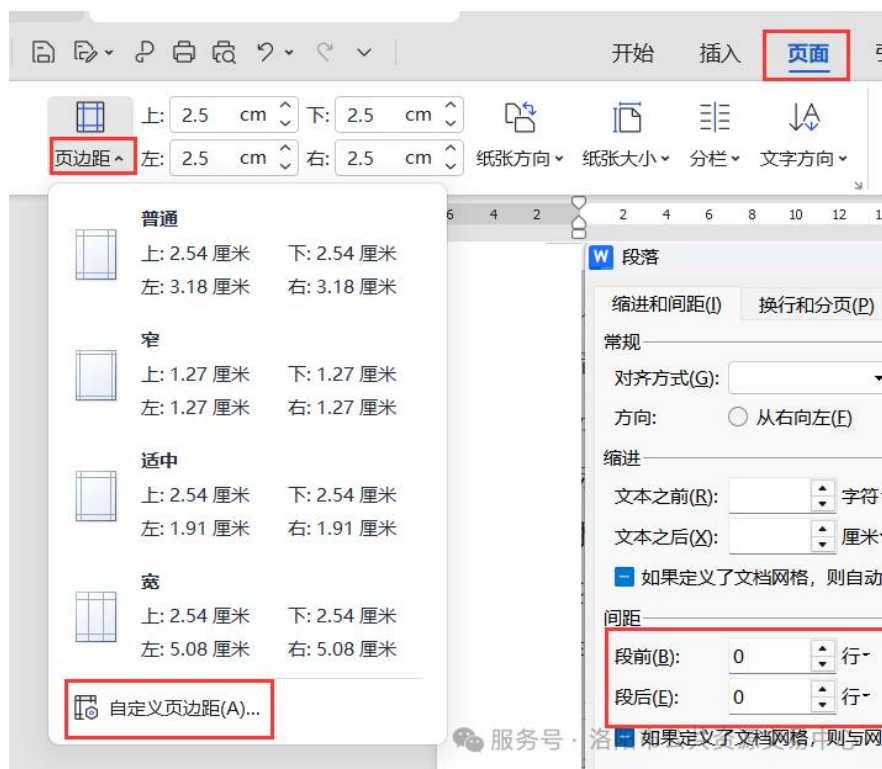 开始 插入 页面
上: 2.5 cm 下: 2.5 cm
页边距 左: 2.5 cm 右: 2.5 cm 纸张方向 纸张大小 分栏 文字方向
6 4 2 2 4 6 8 10 12
普通
上: 2.54 厘米 下: 2.54 厘米
左: 3.18 厘米 右: 3.18 厘米
窄
上: 1.27 厘米 下: 1.27 厘米
左: 1.27 厘米 右: 1.27 厘米
适中
上: 2.54 厘米 下: 2.54 厘米
左: 1.91 厘米 右: 1.91 厘米
宽
上: 2.54 厘米 下: 2.54 厘米
左: 5.08 厘米 右: 5.08 厘米
自定义页边距(A)...
W 段落
缩进和间距(I) 换行和分页(P)
常规
对齐方式(G):
方向: 从右向左(F)
缩进
文本之前(R): 字符
文本之后(X): 厘米
如果定义了文档网格，则自动
间距
段前(B): 0 行
段后(E): 0 行
如果定义了文档网格，则与网
服务号 · 洛阳市公共资源交易中心